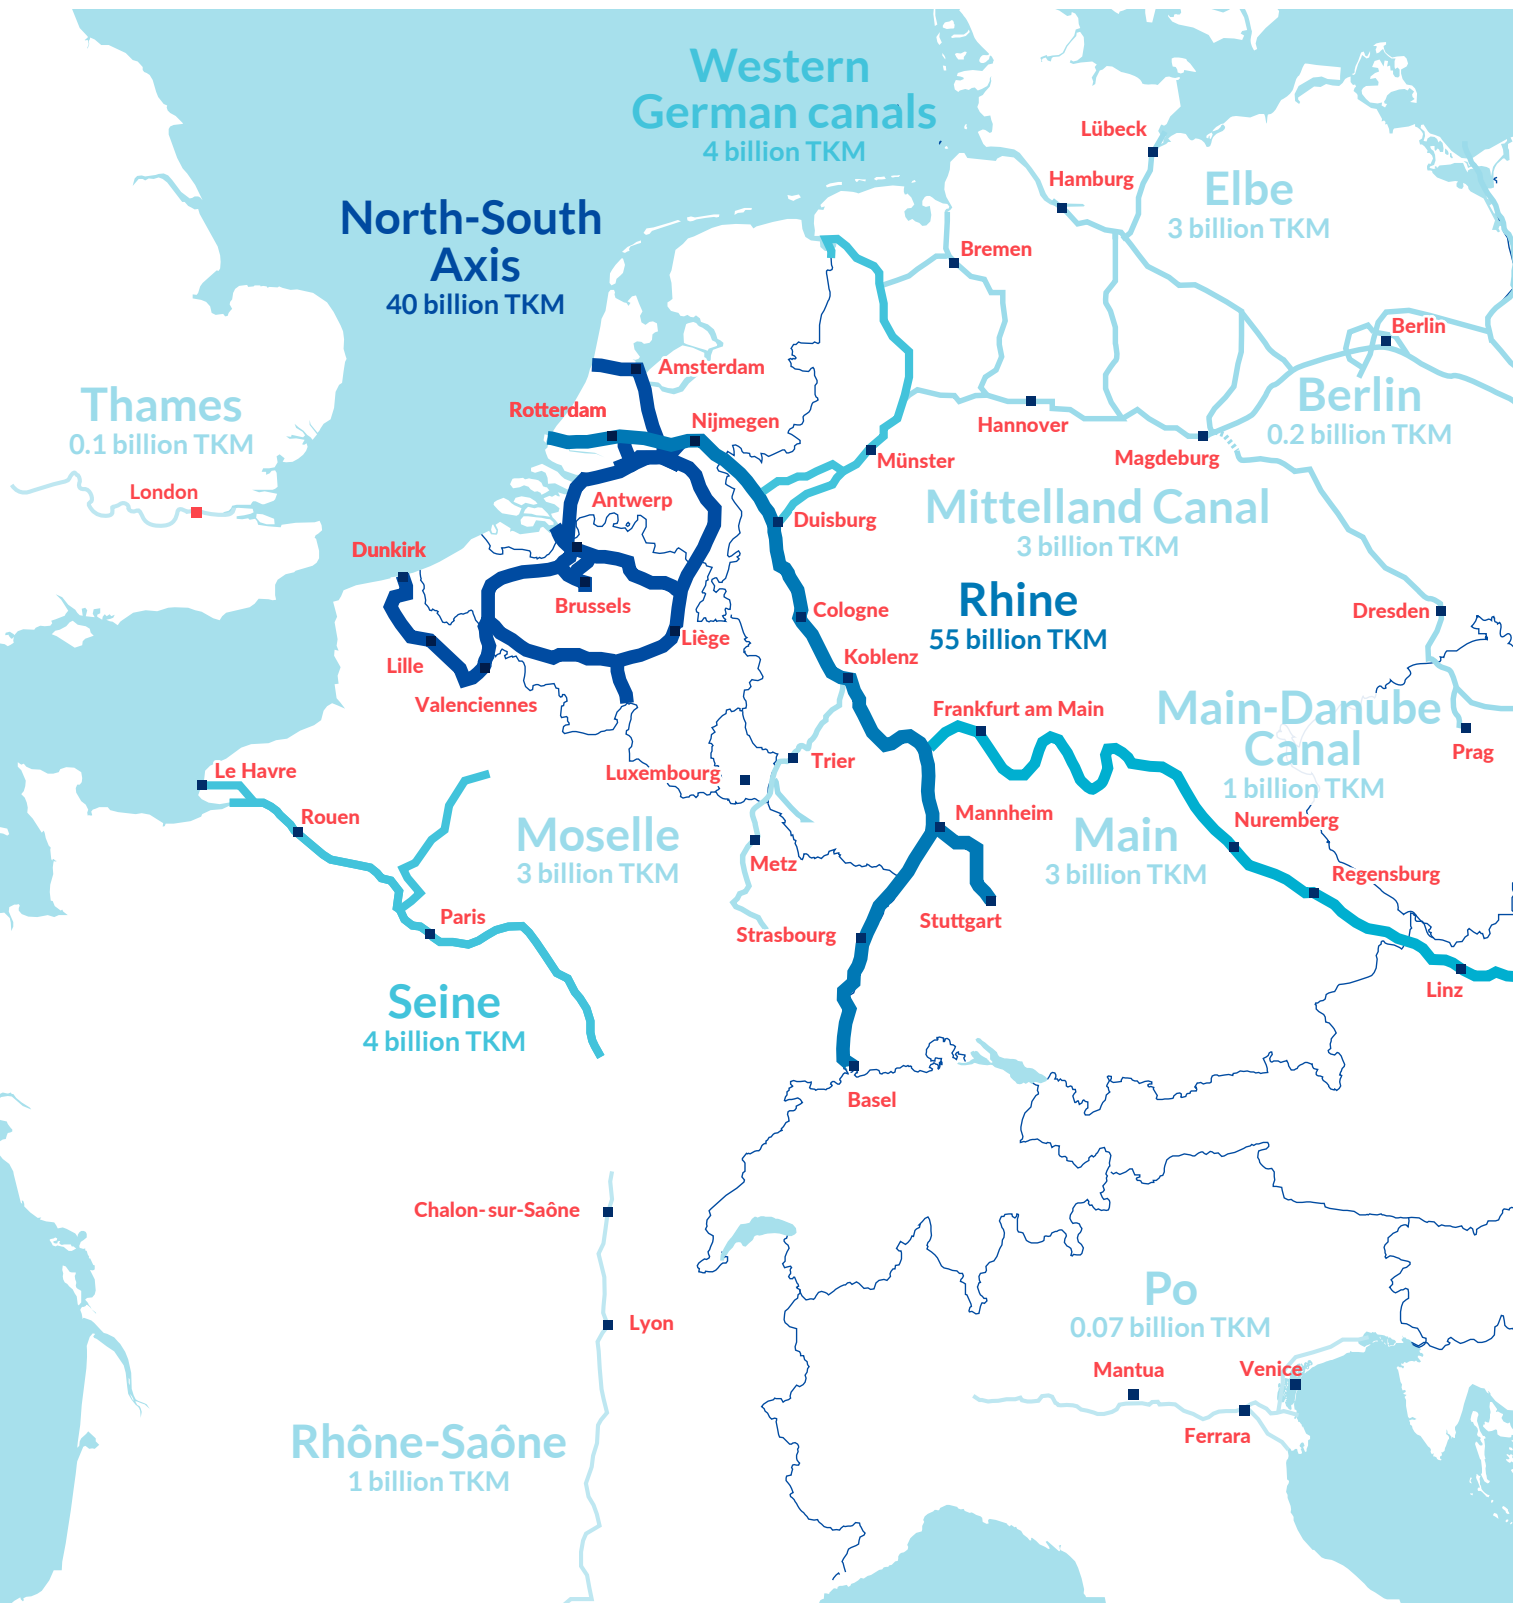 Western
German canals
4 billion TKM
Lübeck
Hamburg
Elbe
3 billion TKM
North-South
Axis
40 billion TKM
Bremen
Berlin
Amsterdam
Thames
0.1 billion TKM
Rotterdam
Nijmegen
Hannover
Berlin
0.2 billion TKM
Münster
Magdeburg
London
Antwerp
Duisburg
Mittelland Canal
3 billion TKM
Dunkirk
Brussels
Liège
Cologne
Rhine
55 billion TKM
Dresden
Lille
Koblenz
Valenciennes
Frankfurt am Main
Main-Danube
Canal
1 billion TKM
Prag
Le Havre
Luxembourg
Trier
Rouen
Moselle
3 billion TKM
Mannheim
Main
3 billion TKM
Nuremberg
Metz
Regensburg
Paris
Strasbourg
Stuttgart
Seine
4 billion TKM
Linz
Basel
Chalon-sur-Saône
Po
0.07 billion TKM
Lyon
Mantua
Venice
Ferrara
Rhône-Saône
1 billion TKM